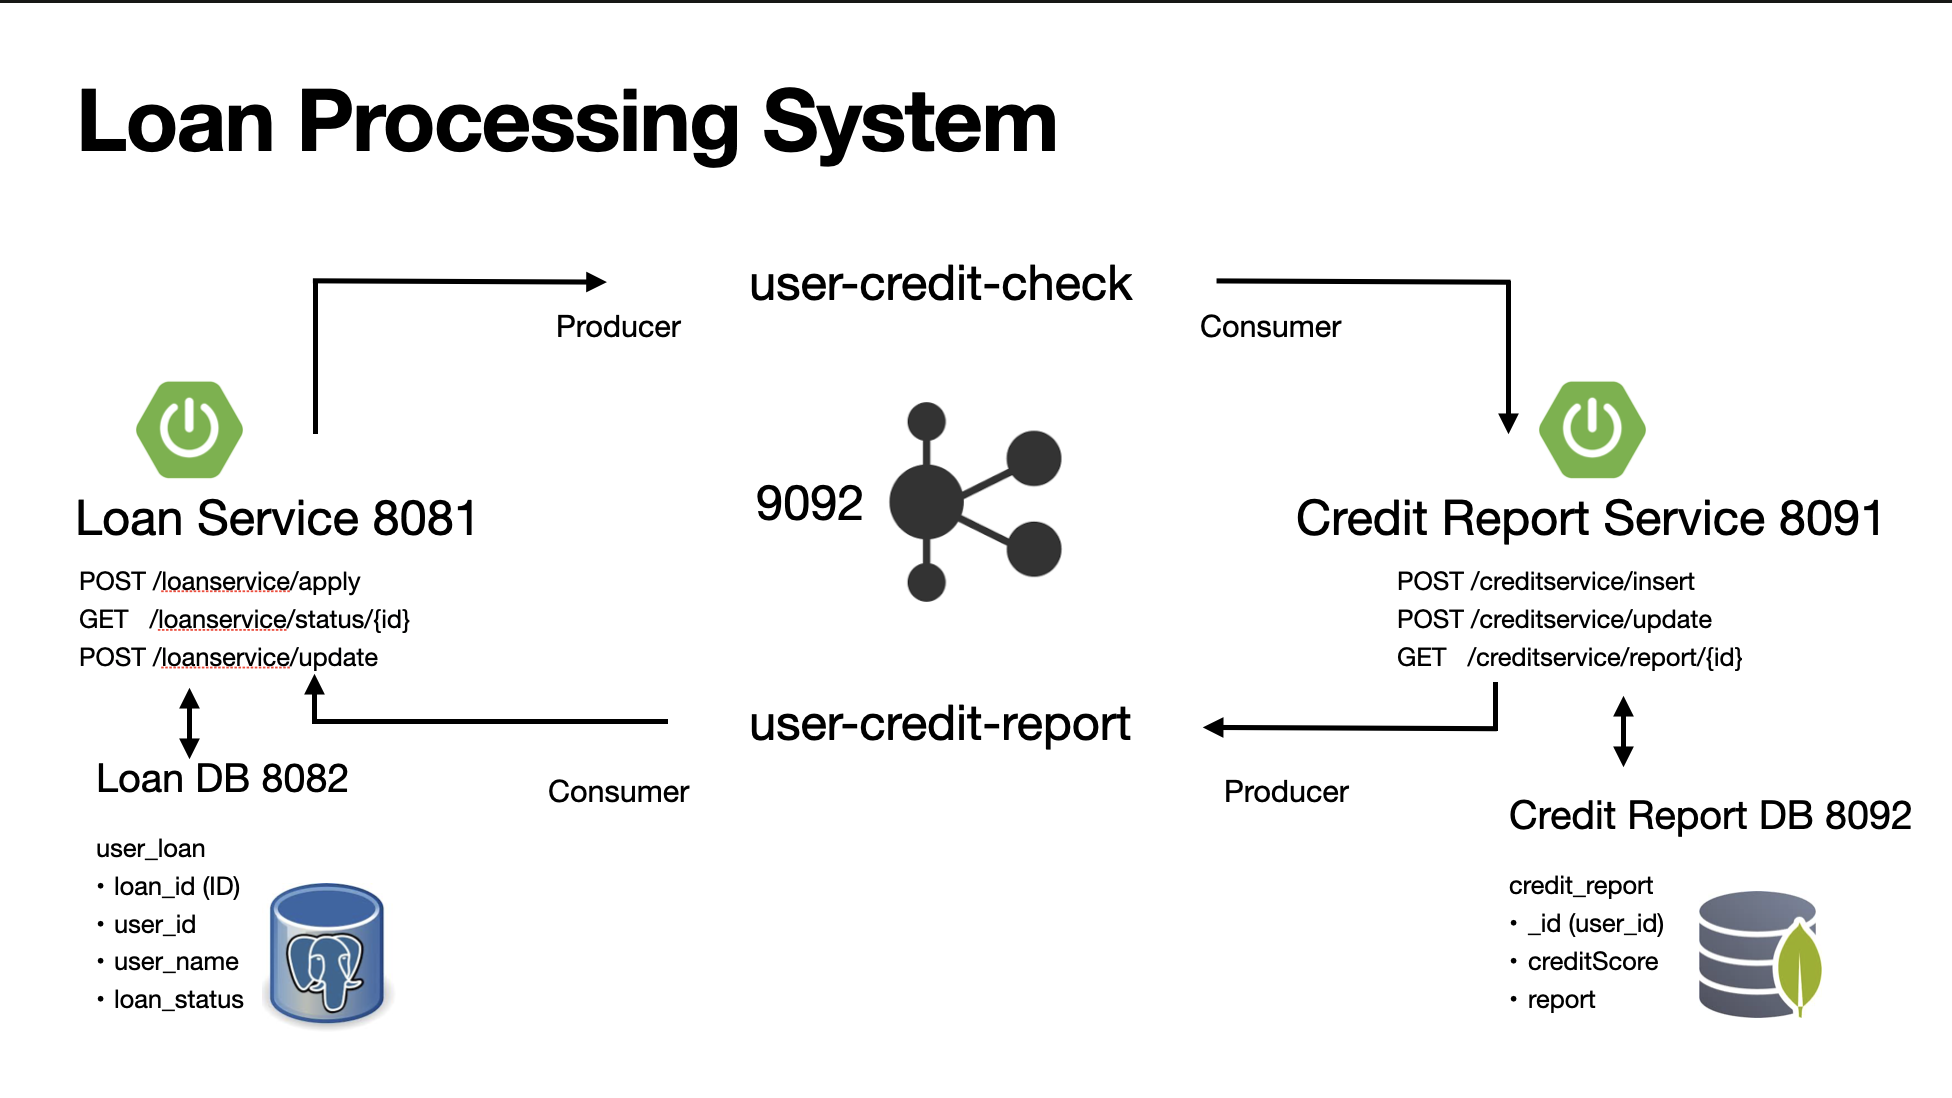 Loan Processing System
user-credit-check
Producer
Consumer
9092
Loan Service 8081
POST /loanservice/apply
GET /loanservice/status/{id}
POST /loanservice/update
Credit Report Service 8091
POST /creditservice/insert
POST /creditservice/update
GET /creditservice/report/{id}
user-credit-report
Consumer
Producer
Loan DB 8082
user_loan
• loan_id (ID)
• user_id
• user_name
• loan_status
Credit Report DB 8092
credit_report
• _id (user_id)
• creditScore
• report